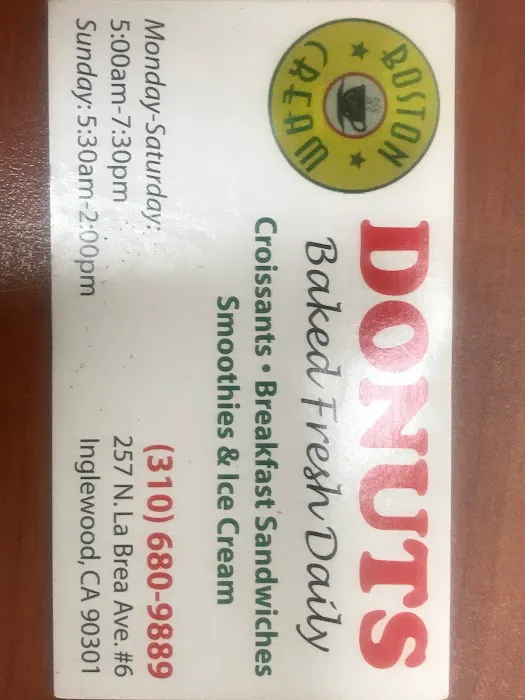 BOSTON
CREAM
DONUTS
Baked Fresh Daily
Croissants • Breakfast Sandwiches
Smoothies & Ice Cream
Monday-Saturday:
5:00am-7:30pm
Sunday: 5:30am-2:00pm
(310) 680-9889
257 N. La Brea Ave. #6
Inglewood, CA 90301